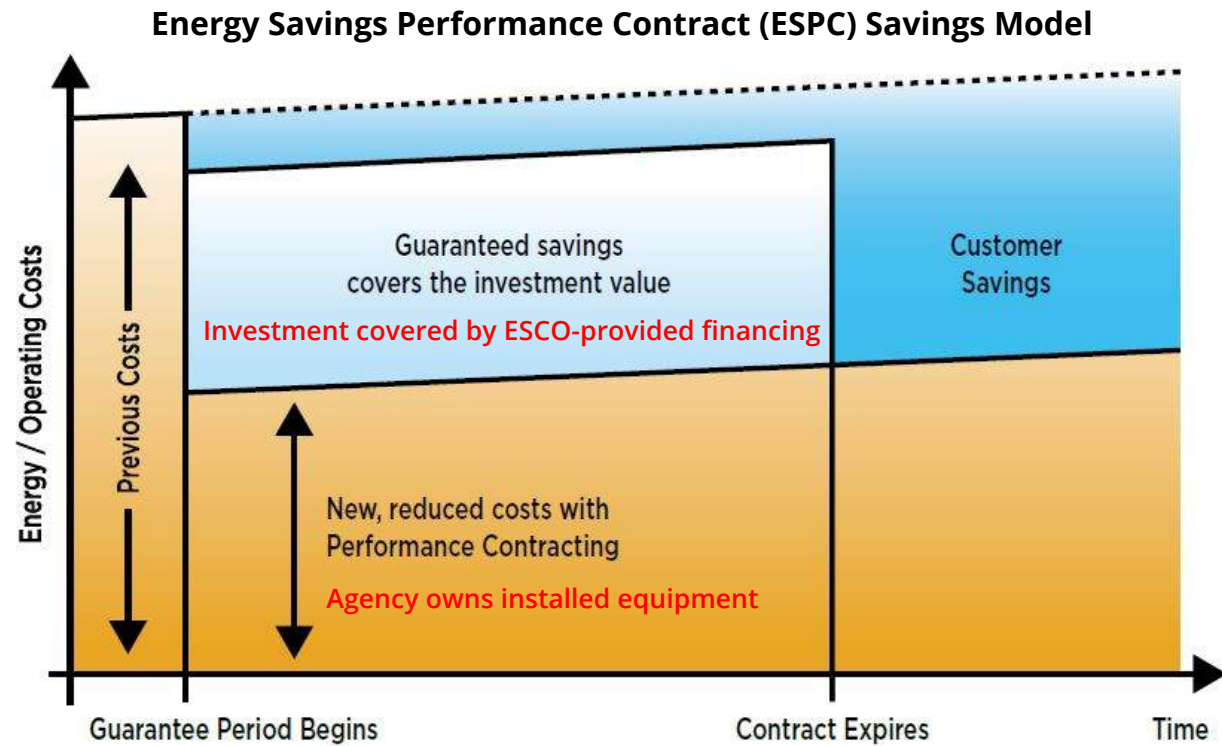 Energy Savings Performance Contract (ESPC) Savings Model
Energy / Operating Costs
Previous Costs
Guaranteed savings
covers the investment value
Investment covered by ESCO-provided financing
Customer
Savings
New, reduced costs with
Performance Contracting
Agency owns installed equipment
Guarantee Period Begins
Contract Expires
Time